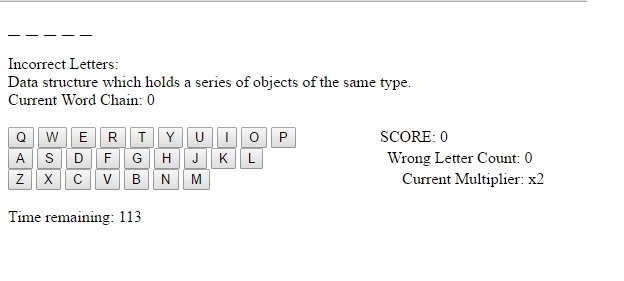 _ _ _ _ _
Incorrect Letters:
Data structure which holds a series of objects of the same type.
Current Word Chain: 0
Q W E R T Y U I O P SCORE: 0
A S D F G H J K L Wrong Letter Count: 0
Z X C V B N M Current Multiplier: x2
Time remaining: 113